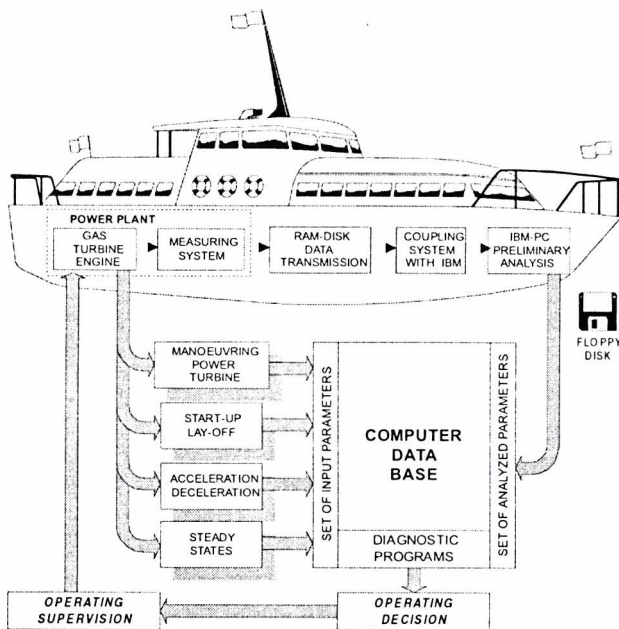 POWER PLANT
GAS
TURBINE
ENGINE
MEASURING
SYSTEM
RAM-DISK
DATA
TRANSMISSION
COUPLING
SYSTEM
WITH IBM
IBM-PC
PRELIMINARY
ANALYSIS
FLOPPY
DISK
MANOEUVRING
POWER
TURBINE
START-UP
LAY-OFF
ACCELERATION
DECELERATION
STEADY
STATES
SET OF INPUT PARAMETERS
COMPUTER
DATA
BASE
DIAGNOSTIC
PROGRAMS
SET OF ANALYZED PARAMETERS
OPERATING
SUPERVISION
OPERATING
DECISION